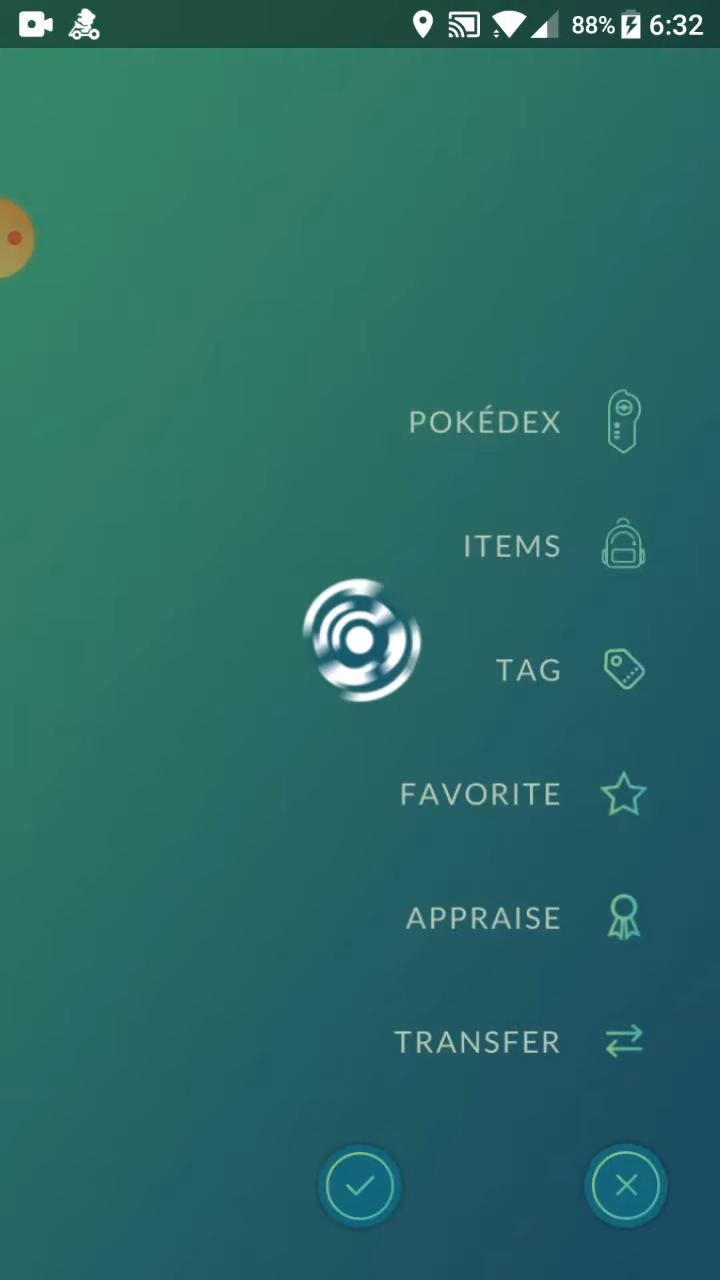 88% 6:32
POKÉDEX
ITEMS
TAG
FAVORITE
APPRAISE
TRANSFER